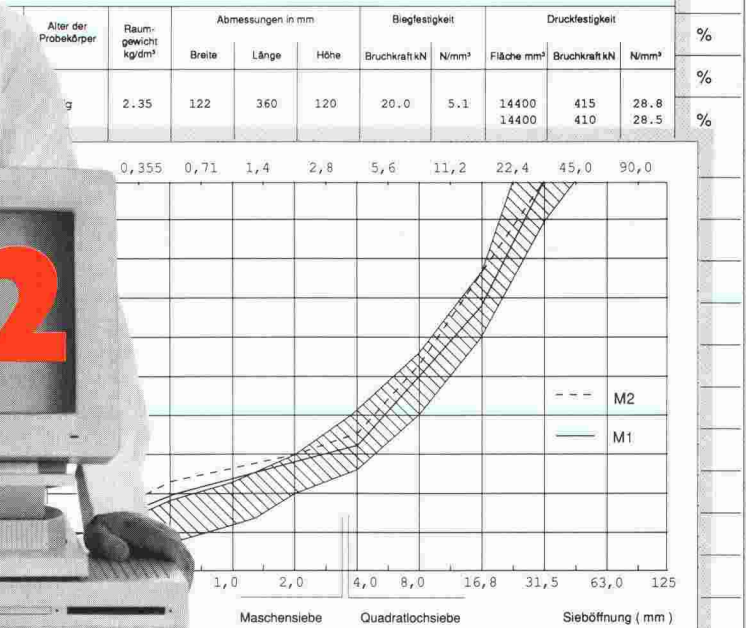 Alter der Probekörper
Raum-gewicht kg/dm³
Abmessungen in mm
Biegfestigkeit
Druckfestigkeit
Breite Länge Höhe Bruchkraft kN N/mm² Fläche mm² Bruchkraft kN N/mm²
g 2.35 122 360 120 20.0 5.1 14400 415 28.8
14400 410 28.5
%
%
%
0,355 0,71 1,4 2,8 5,6 11,2 22,4 45,0 90,0
2
M2
M1
1,0 2,0 4,0 8,0 16,8 31,5 63,0 125
Maschensiebe Quadratlochsiebe Sieböffnung ( mm )